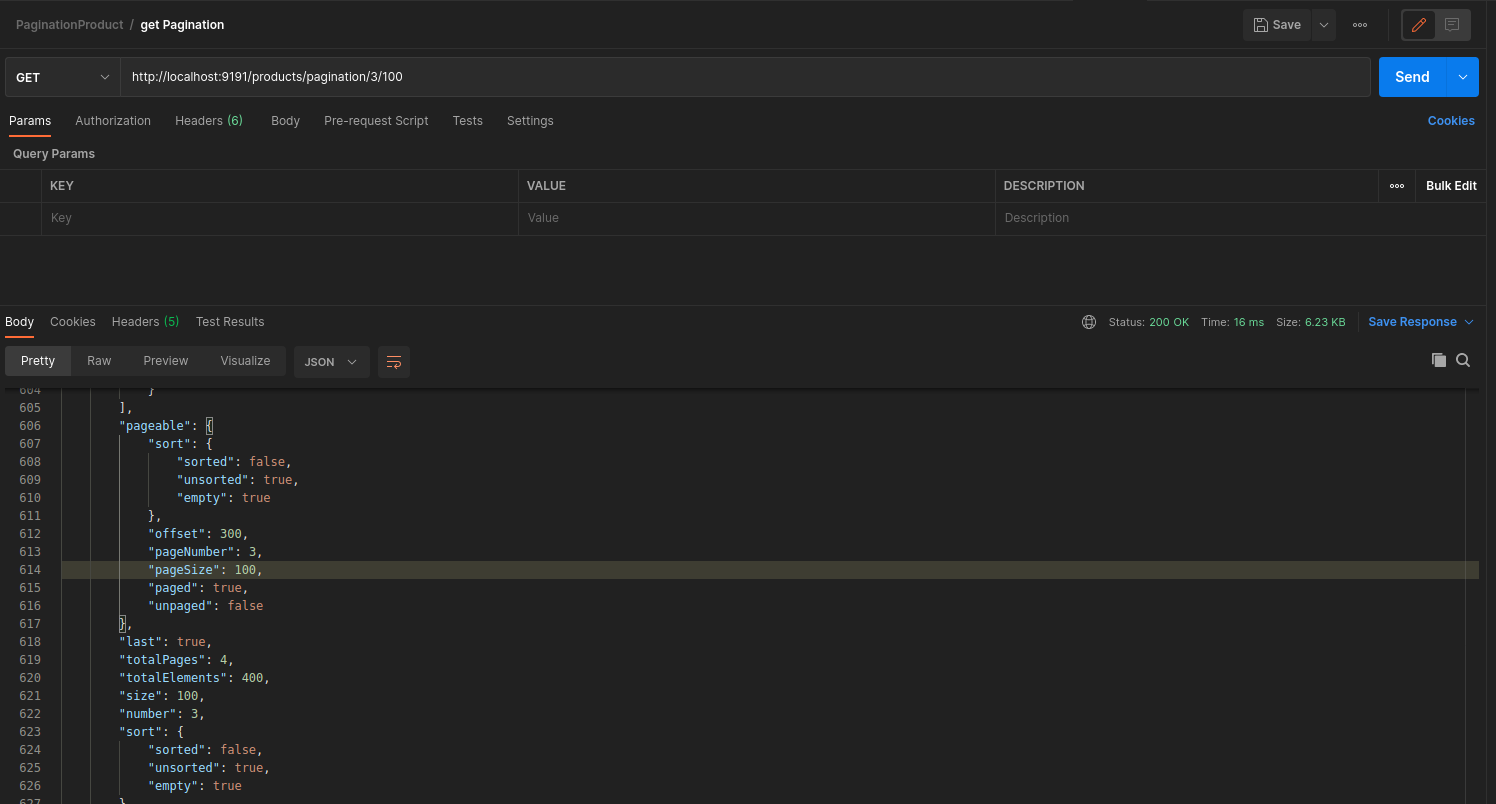 PaginationProduct / get Pagination
Save
GET http://localhost:9191/products/pagination/3/100 Send
Params Authorization Headers (6) Body Pre-request Script Tests Settings Cookies
Query Params
KEY VALUE DESCRIPTION Bulk Edit
Key Value Description
Body Cookies Headers (5) Test Results Status: 200 OK Time: 16 ms Size: 6.23 KB Save Response
Pretty Raw Preview Visualize JSON
604 }
605 ],
606 "pageable": {
607 "sort": {
608 "sorted": false,
609 "unsorted": true,
610 "empty": true
611 },
612 "offset": 300,
613 "pageNumber": 3,
614 "pageSize": 100,
615 "paged": true,
616 "unpaged": false
617 },
618 "last": true,
619 "totalPages": 4,
620 "totalElements": 400,
621 "size": 100,
622 "number": 3,
623 "sort": {
624 "sorted": false,
625 "unsorted": true,
626 "empty": true
627 }